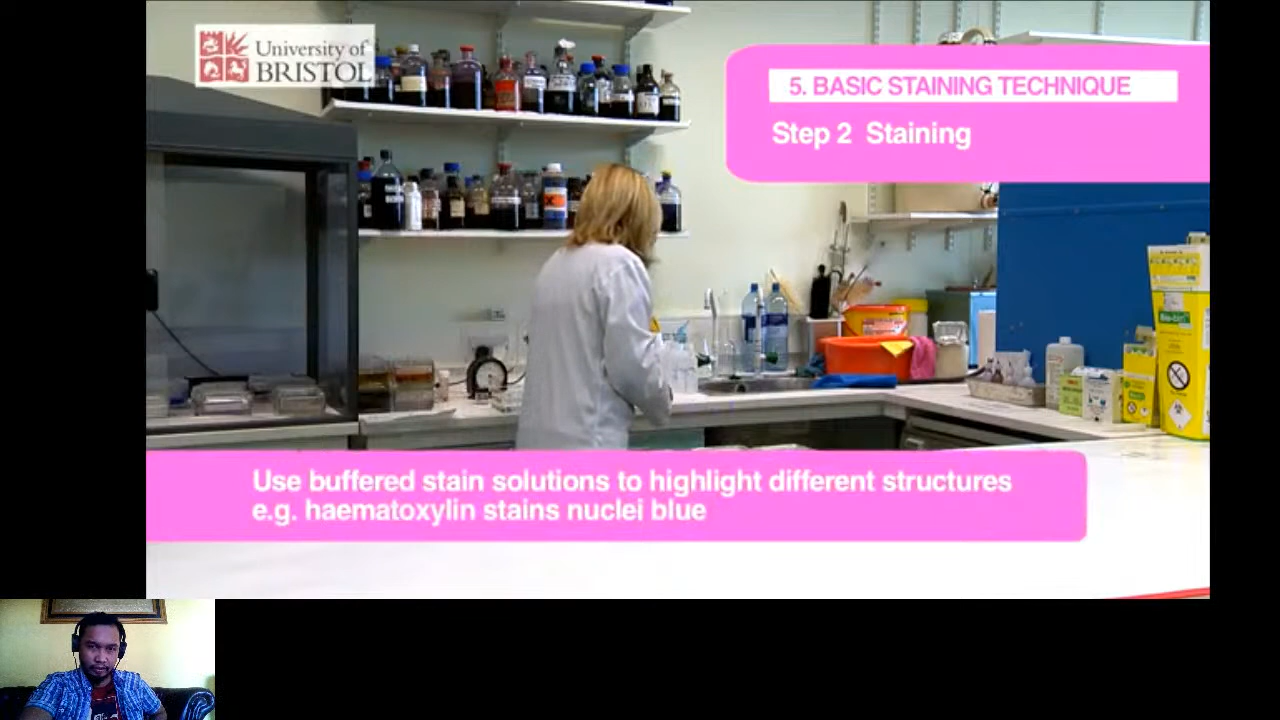 University of
BRISTOL
5. BASIC STAINING TECHNIQUE
Step 2 Staining
Use buffered stain solutions to highlight different structures
e.g. haematoxylin stains nuclei blue